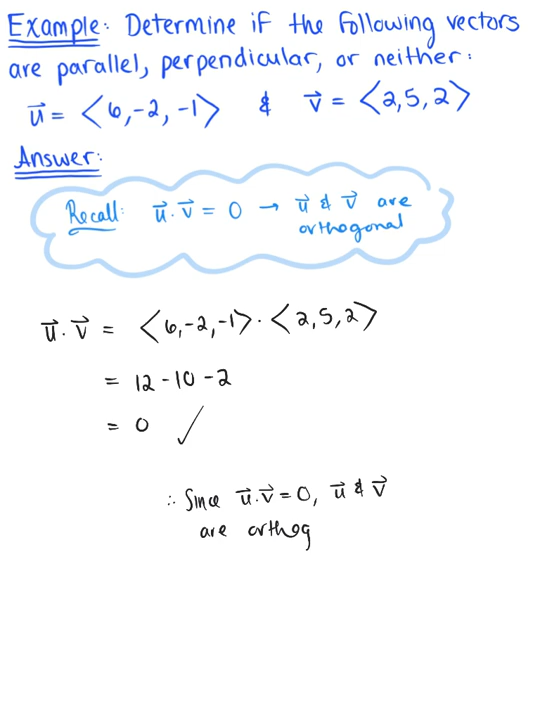 Example: Determine if the following vectors
are parallel, perpendicular, or neither:
u⃗ = ⟨6,-2,-1⟩ & v⃗ = ⟨2,5,2⟩
Answer:
Recall: u⃗ · v⃗ = 0 → u⃗ & v⃗ are
orthogonal
u⃗ · v⃗ = ⟨6,-2,-1⟩ · ⟨2,5,2⟩
= 12 - 10 - 2
= 0 ✓
∴ Since u⃗ · v⃗ = 0, u⃗ & v⃗
are orthog